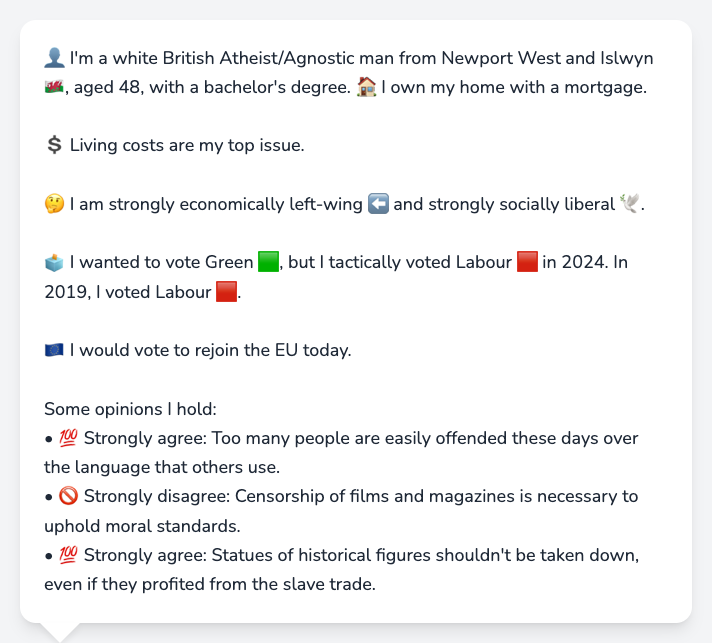 👤 I'm a white British Atheist/Agnostic man from Newport West and Islwyn
🏴󠁧󠁢󠁷󠁬󠁳󠁿, aged 48, with a bachelor's degree. 🏠 I own my home with a mortgage.
💲 Living costs are my top issue.
🤔 I am strongly economically left-wing ⬅️ and strongly socially liberal 🕊️.
🗳️ I wanted to vote Green 🟩, but I tactically voted Labour 🟥 in 2024. In
2019, I voted Labour 🟥.
🇪🇺 I would vote to rejoin the EU today.
Some opinions I hold:
• 💯 Strongly agree: Too many people are easily offended these days over
the language that others use.
• 🚫 Strongly disagree: Censorship of films and magazines is necessary to
uphold moral standards.
• 💯 Strongly agree: Statues of historical figures shouldn't be taken down,
even if they profited from the slave trade.